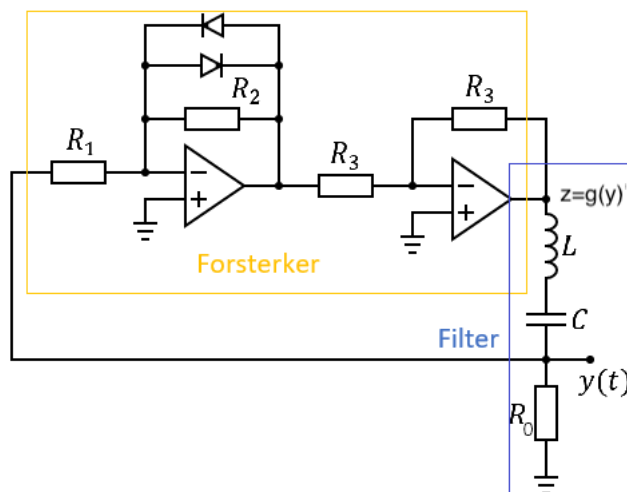 R₂
R₃
R₁
R₃
−
+
−
+
z=g(y)'
Forsterker
L
C
Filter
y(t)
R₀